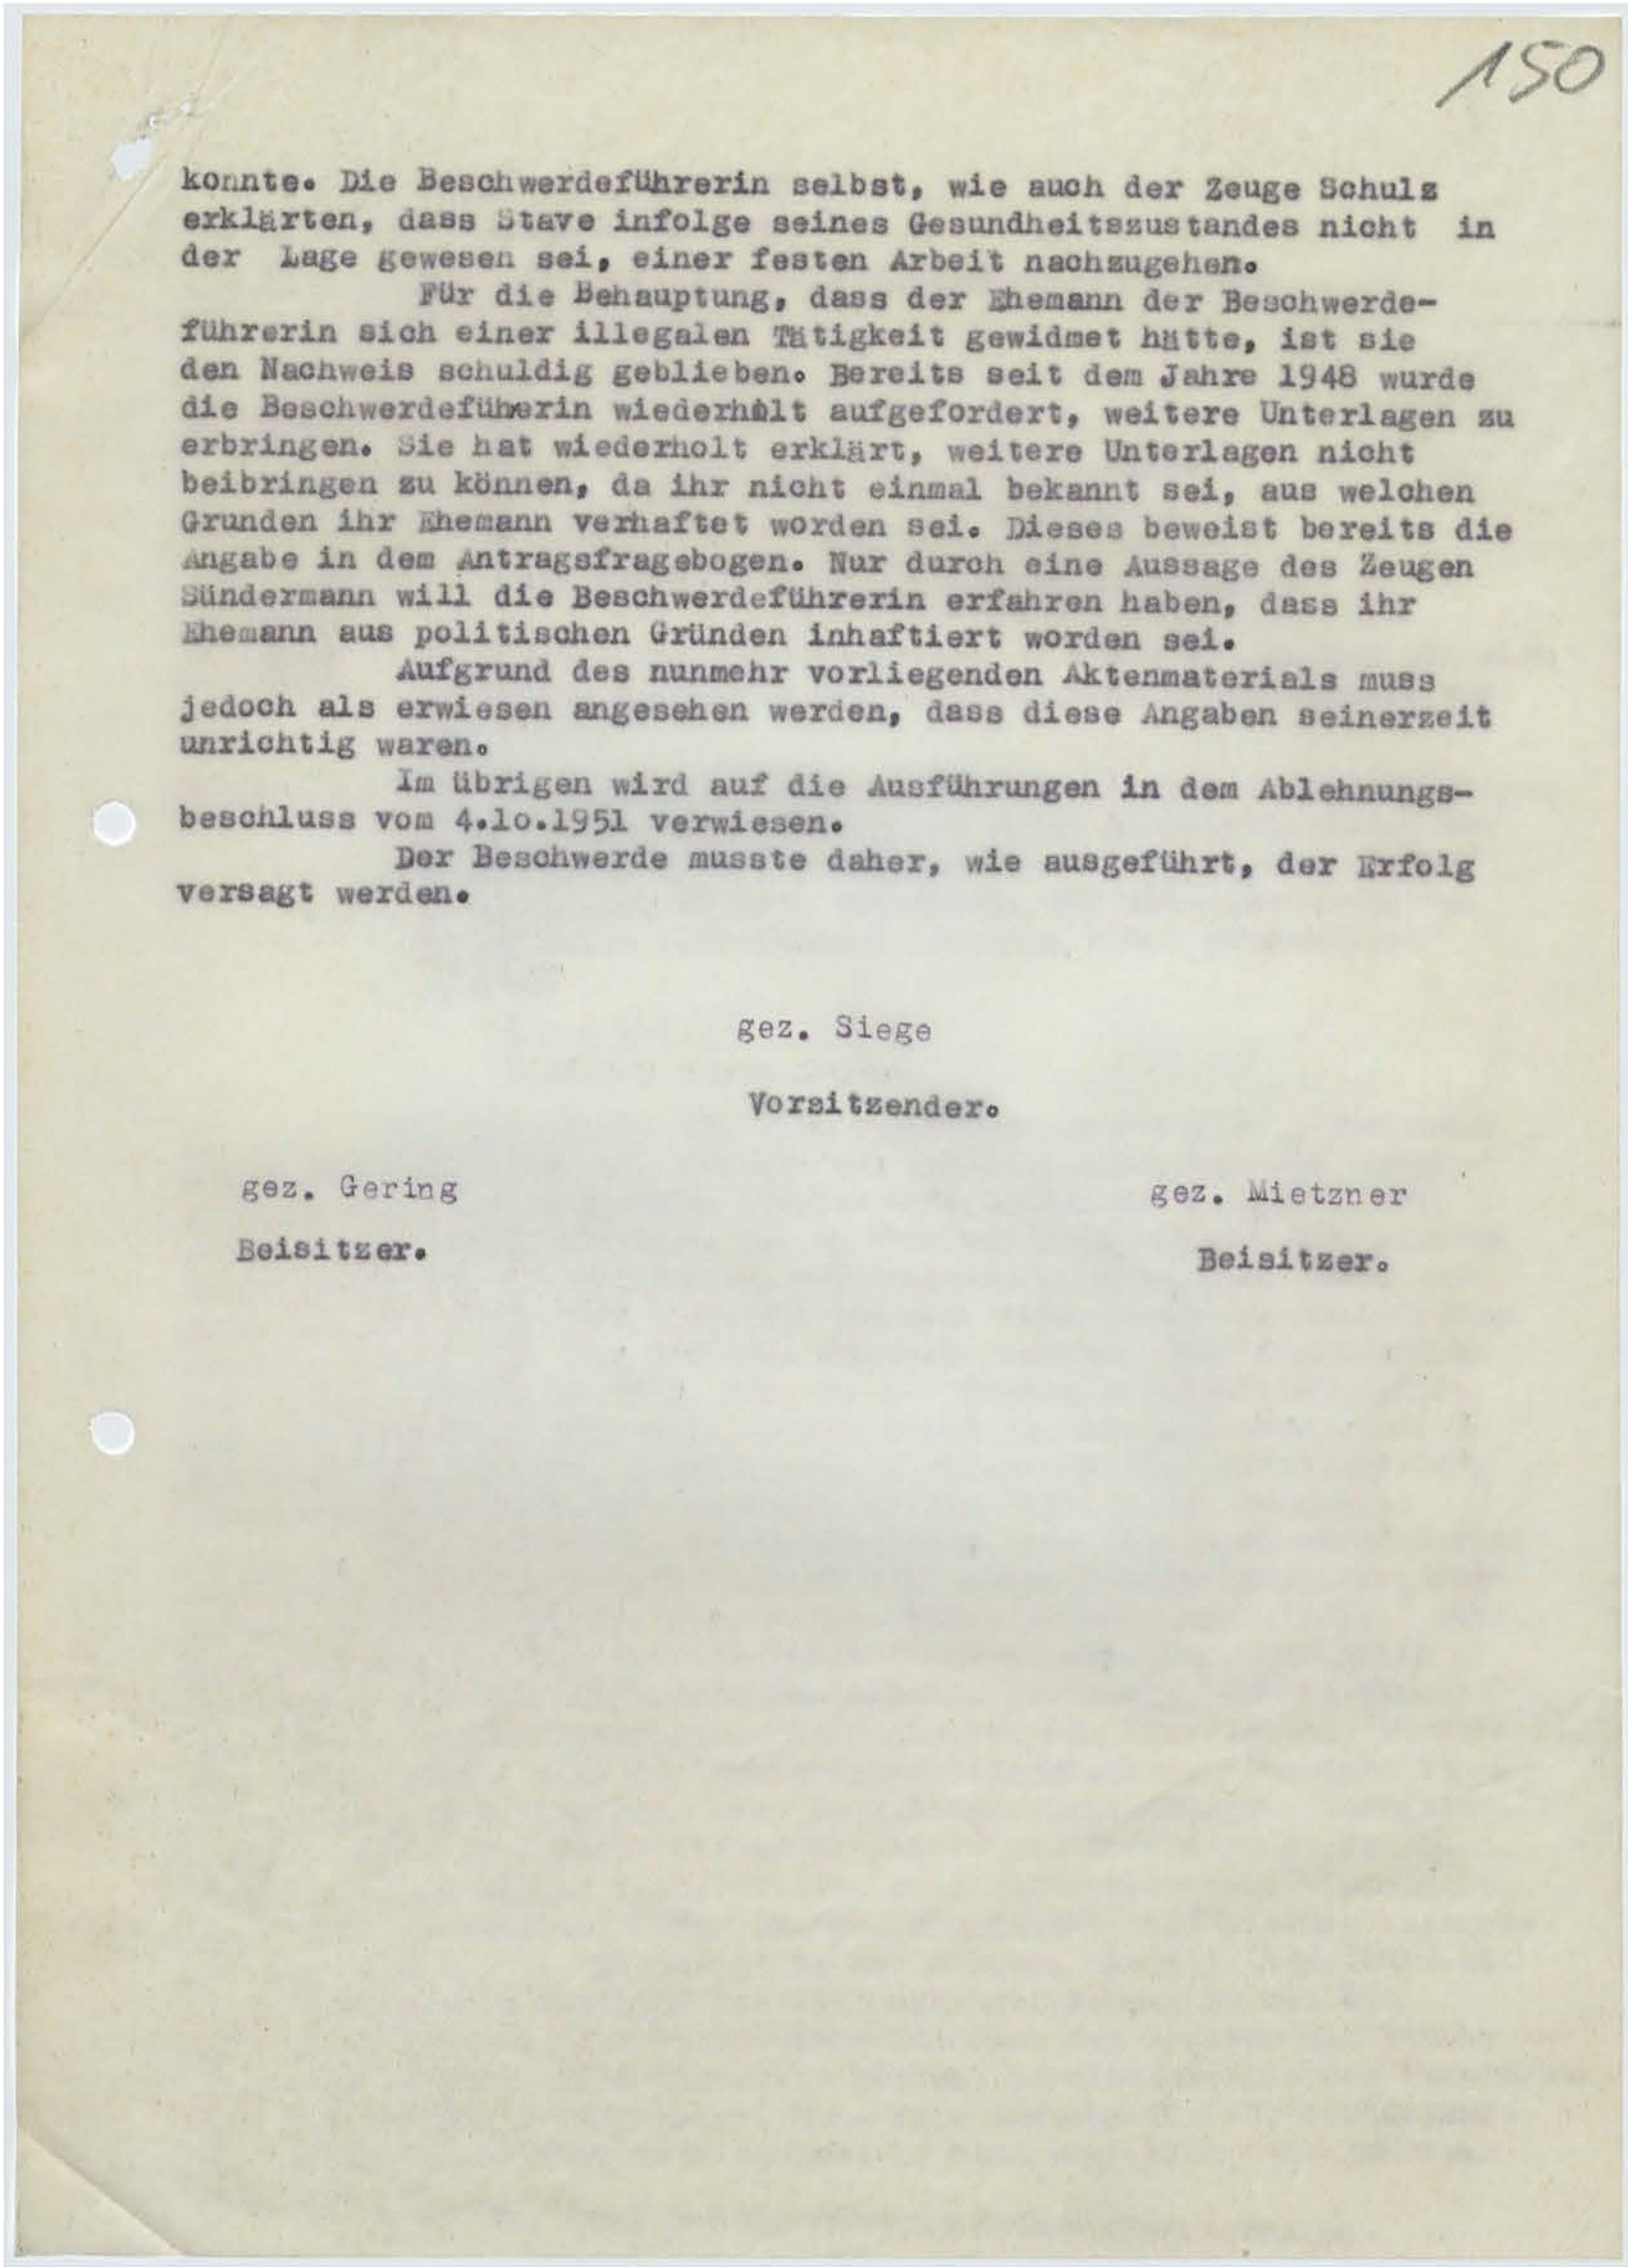 150
konnte. Die Beschwerdeführerin selbst, wie auch der Zeuge Schulz
erklärten, dass Stave infolge seines Gesundheitszustandes nicht in
der Lage gewesen sei, einer festen Arbeit nachzugehen.
Für die Behauptung, dass der Ehemann der Beschwerde-
führerin sich einer illegalen Tätigkeit gewidmet hätte, ist sie
den Nachweis schuldig geblieben. Bereits seit dem Jahre 1948 wurde
die Beschwerdefüherin wiederholt aufgefordert, weitere Unterlagen zu
erbringen. Sie hat wiederholt erklärt, weitere Unterlagen nicht
beibringen zu können, da ihr nicht einmal bekannt sei, aus welchen
Grunden ihr Ehemann verhaftet worden sei. Dieses beweist bereits die
Angabe in dem Antragsfragebogen. Nur durch eine Aussage des Zeugen
Sündermann will die Beschwerdeführerin erfahren haben, dass ihr
Ehemann aus politischen Gründen inhaftiert worden sei.
Aufgrund des nunmehr vorliegenden Aktenmaterials muss
jedoch als erwiesen angesehen werden, dass diese Angaben seinerzeit
unrichtig waren.
Im übrigen wird auf die Ausführungen in dem Ablehnungs-
beschluss vom 4.1o.1951 verwiesen.
Der Beschwerde musste daher, wie ausgeführt, der Erfolg
versagt werden.
gez. Siege
Vorsitzender.
gez. Gering
gez. Mietzner
Beisitzer.
Beisitzer.